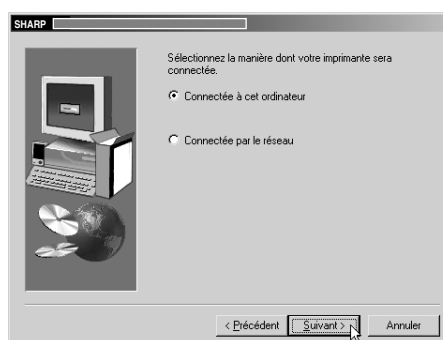 SHARP
Sélectionnez la manière dont votre imprimante sera
connectée.
Connectée à cet ordinateur
Connectée par le réseau
< Précédent Suivant > Annuler